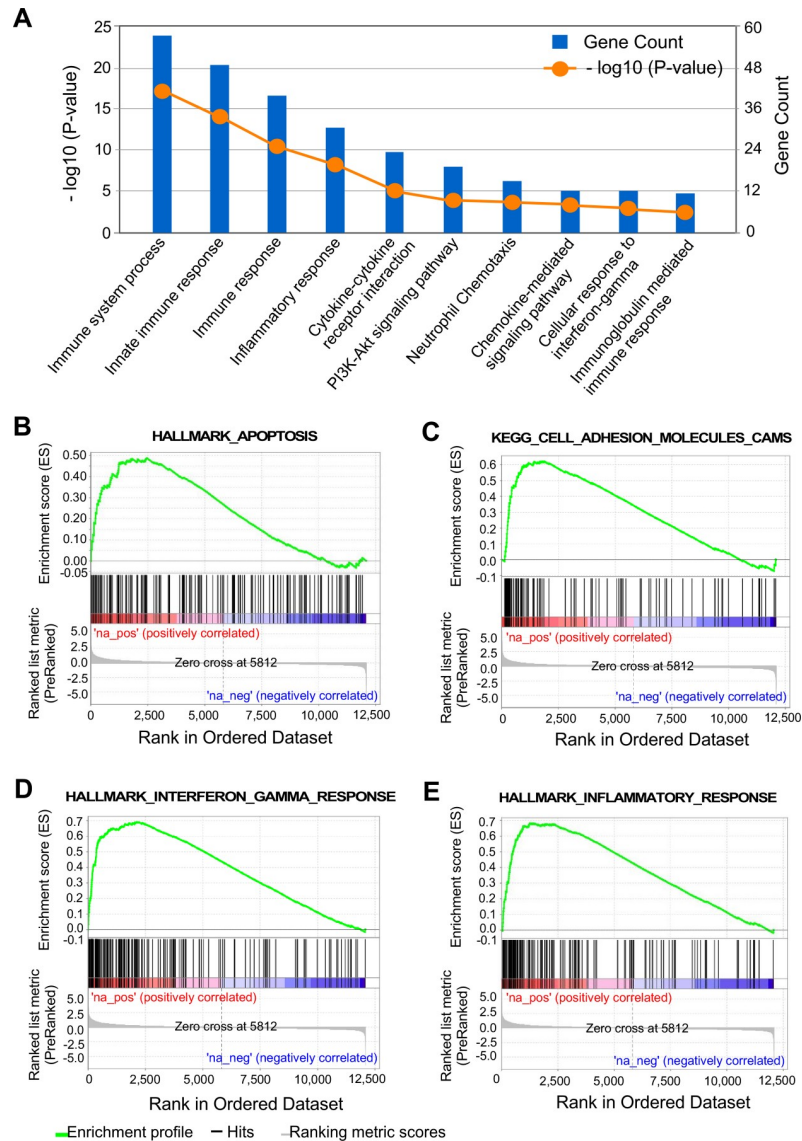 A
- log10 (P-value)
25
20
15
10
5
0
Gene Count
- log10 (P-value)
60
48
36
24
12
0
Gene Count
Immune system process
Innate immune response
Immune response
Inflammatory response
Cytokine-cytokine
receptor interaction
PI3K-Akt signaling pathway
Neutrophil Chemotaxis
Chemokine-mediated
signaling pathway
Cellular response to
interferon-gamma
Immunoglobulin mediated
immune response
B
HALLMARK_APOPTOSIS
Enrichment score (ES)
0.50
0.40
0.30
0.20
0.10
0.00
-0.05
Ranked list metric
(PreRanked)
5.0
2.5
0.0
-2.5
-5.0
'na_pos' (positively correlated)
Zero cross at 5812
'na_neg' (negatively correlated)
0 2,500 5,000 7,500 10,000 12,500
Rank in Ordered Dataset
C
KEGG_CELL_ADHESION_MOLECULES_CAMS
Enrichment score (ES)
0.6
0.5
0.4
0.3
0.2
0.1
0.0
-0.1
Ranked list metric
(PreRanked)
5.0
2.5
0.0
-2.5
-5.0
'na_pos' (positively correlated)
Zero cross at 5812
'na_neg' (negatively correlated)
0 2,500 5,000 7,500 10,000 12,500
Rank in Ordered Dataset
D
HALLMARK_INTERFERON_GAMMA_RESPONSE
Enrichment score (ES)
0.7
0.6
0.5
0.4
0.3
0.2
0.1
0.0
-0.1
Ranked list metric
(PreRanked)
5.0
2.5
0.0
-2.5
-5.0
'na_pos' (positively correlated)
Zero cross at 5812
'na_neg' (negatively correlated)
0 2,500 5,000 7,500 10,000 12,500
Rank in Ordered Dataset
E
HALLMARK_INFLAMMATORY_RESPONSE
Enrichment score (ES)
0.7
0.6
0.5
0.4
0.3
0.2
0.1
0.0
-0.1
Ranked list metric
(PreRanked)
5.0
2.5
0.0
-2.5
-5.0
'na_pos' (positively correlated)
Zero cross at 5812
'na_neg' (negatively correlated)
0 2,500 5,000 7,500 10,000 12,500
Rank in Ordered Dataset
Enrichment profile Hits Ranking metric scores